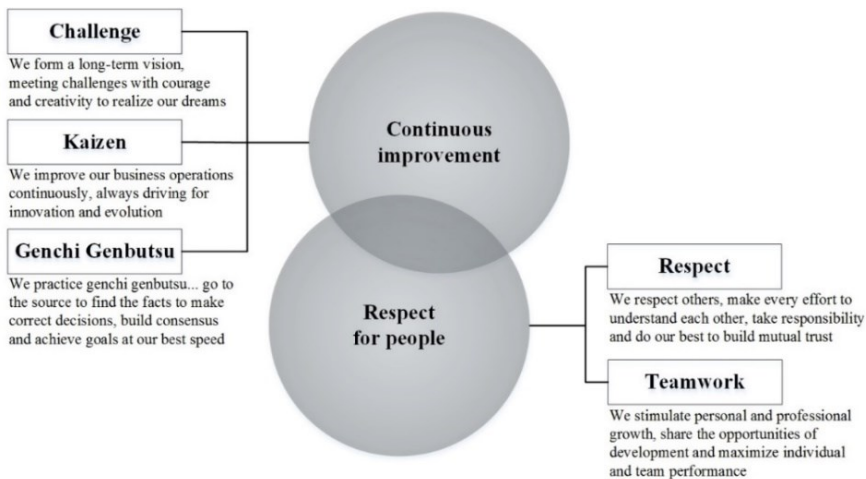 Challenge
We form a long-term vision,
meeting challenges with courage
and creativity to realize our dreams
Kaizen
We improve our business operations
continuously, always driving for
innovation and evolution
Genchi Genbutsu
We practice genchi genbutsu... go to
the source to find the facts to make
correct decisions, build consensus
and achieve goals at our best speed
Continuous
improvement
Respect
for people
Respect
We respect others, make every effort to
understand each other, take responsibility
and do our best to build mutual trust
Teamwork
We stimulate personal and professional
growth, share the opportunities of
development and maximize individual
and team performance